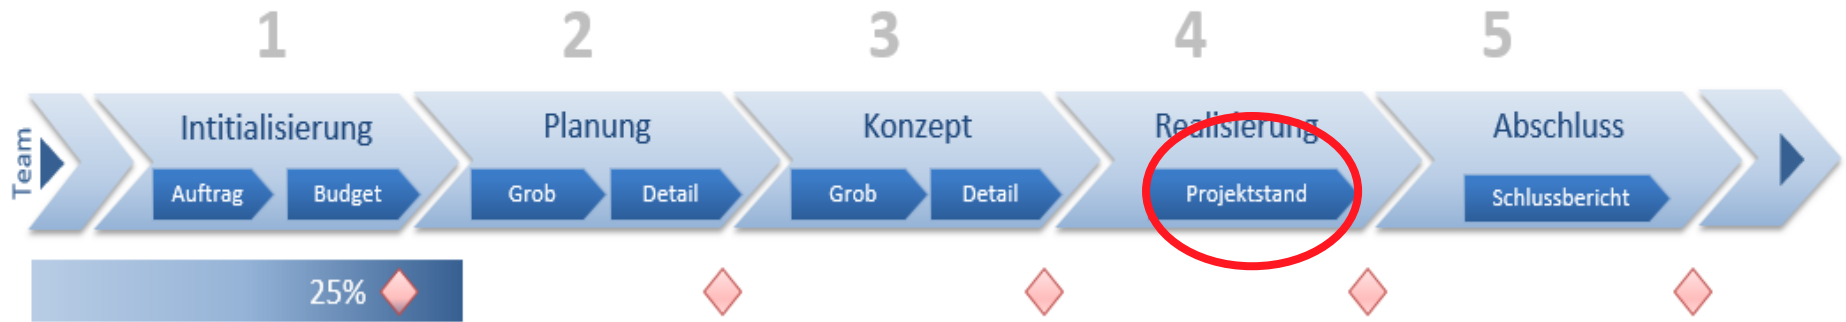 1 2 3 4 5
Team
Intitialisierung Planung Konzept Realisierung Abschluss
Auftrag Budget Grob Detail Grob Detail Projektstand Schlussbericht
25%